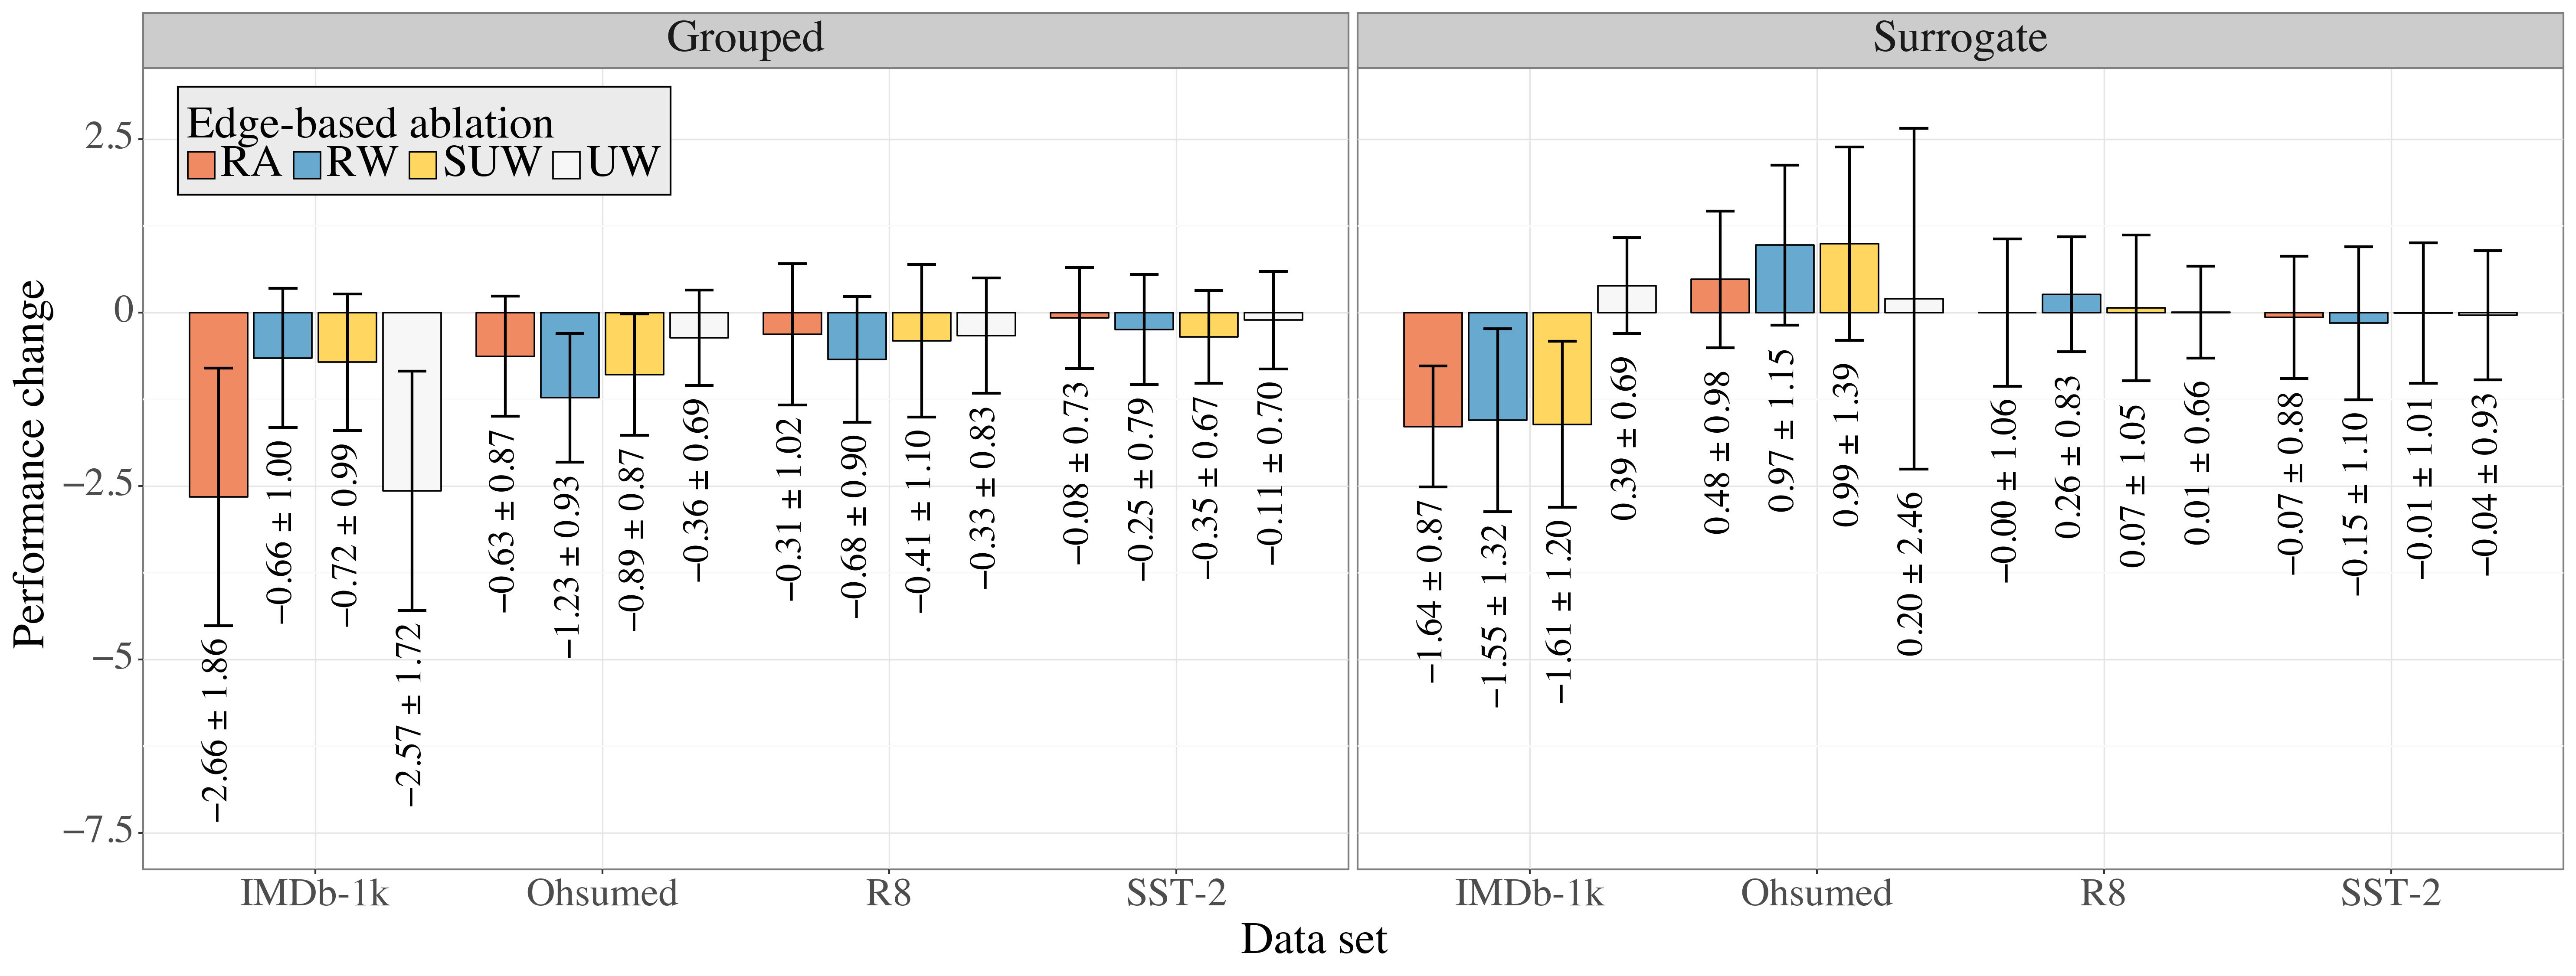 Grouped
Surrogate
Edge-based ablation
RA RW SUW UW
Performance change
2.5
0
−2.5
−5
−7.5
−2.66 ± 1.86
−0.66 ± 1.00
−0.72 ± 0.99
−2.57 ± 1.72
−0.63 ± 0.87
−1.23 ± 0.93
−0.89 ± 0.87
−0.36 ± 0.69
−0.31 ± 1.02
−0.68 ± 0.90
−0.41 ± 1.10
−0.33 ± 0.83
−0.08 ± 0.73
−0.25 ± 0.79
−0.35 ± 0.67
−0.11 ± 0.70
−1.64 ± 0.87
−1.55 ± 1.32
−1.61 ± 1.20
0.39 ± 0.69
0.48 ± 0.98
0.97 ± 1.15
0.99 ± 1.39
0.20 ± 2.46
−0.00 ± 1.06
0.26 ± 0.83
0.07 ± 1.05
0.01 ± 0.66
−0.07 ± 0.88
−0.15 ± 1.10
−0.01 ± 1.01
−0.04 ± 0.93
IMDb-1k Ohsumed R8 SST-2
IMDb-1k Ohsumed R8 SST-2
Data set